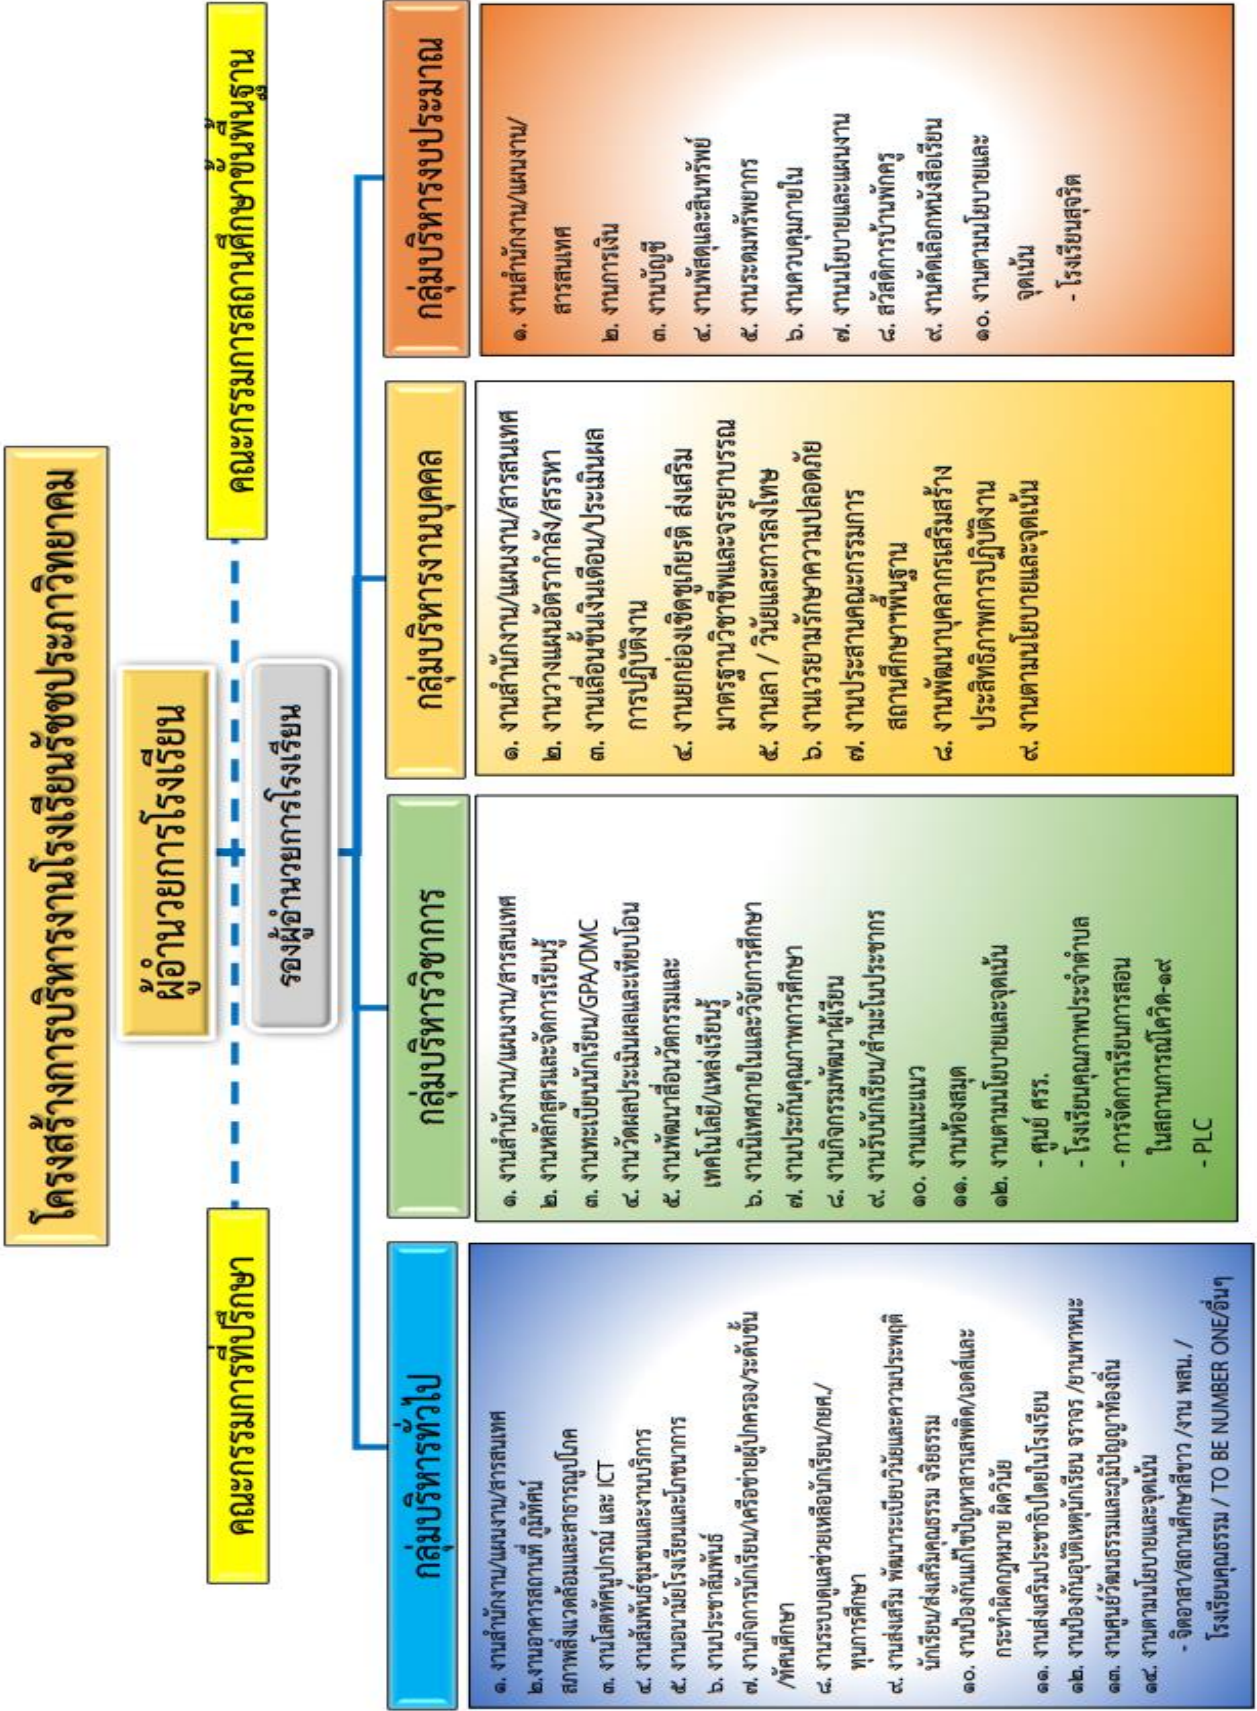 โครงสร้างการบริหารงานโรงเรียนรัชชประภาวิทยาคม
ผู้อำนวยการโรงเรียน
คณะกรรมการที่ปรึกษา
คณะกรรมการสถานศึกษาขั้นพื้นฐาน
รองผู้อำนวยการโรงเรียน
กลุ่มบริหารทั่วไป
๑. งานสำนักงาน/แผนงาน/สารสนเทศ
๒.งานอาคารสถานที่ ภูมิทัศน์
สภาพสิ่งแวดล้อมและสาธารณูปโภค
๓. งานโสตทัศนูปกรณ์ และ ICT
๔. งานสัมพันธ์ชุมชนและงานบริการ
๕. งานอนามัยโรงเรียนและโภชนาการ
๖. งานประชาสัมพันธ์
๗. งานกิจการนักเรียน/เครือข่ายผู้ปกครอง/ระดับชั้น
/ทัศนศึกษา
๘. งานระบบดูแลช่วยเหลือนักเรียน/กยศ./
ทุนการศึกษา
๙. งานส่งเสริม พัฒนาระเบียบวินัยและความประพฤติ
นักเรียน/ส่งเสริมคุณธรรม จริยธรรม
๑๐. งานป้องกันแก้ไขปัญหาสารเสพติด/เอดส์และ
กระทำผิดกฎหมาย ผิดวินัย
๑๑. งานส่งเสริมประชาธิปไตยในโรงเรียน
๑๒. งานป้องกันอุบัติเหตุนักเรียน จราจร /ยานพาหนะ
๑๓. งานศูนย์วัฒนธรรมและภูมิปัญญาท้องถิ่น
๑๔. งานตามนโยบายและจุดเน้น
- จิตอาสา/สถานศึกษาสีขาว /งาน พสน. /
โรงเรียนคุณธรรม / TO BE NUMBER ONE/อื่นๆ
กลุ่มบริหารวิชาการ
๑. งานสำนักงาน/แผนงาน/สารสนเทศ
๒. งานหลักสูตรและจัดการเรียนรู้
๓. งานทะเบียนนักเรียน/GPA/DMC
๔. งานวัดผลประเมินผลและเทียบโอน
๕. งานพัฒนาสื่อนวัตกรรมและ
เทคโนโลยี/แหล่งเรียนรู้
๖. งานนิเทศภายในและวิจัยการศึกษา
๗. งานประกันคุณภาพการศึกษา
๘. งานกิจกรรมพัฒนาผู้เรียน
๙. งานรับนักเรียน/สำมะโนประชากร
๑๐. งานแนะแนว
๑๑. งานห้องสมุด
๑๒. งานตามนโยบายและจุดเน้น
- ศูนย์ ศรร.
- โรงเรียนคุณภาพประจำตำบล
- การจัดการเรียนการสอน
ในสถานการณ์โควิด-๑๙
- PLC
กลุ่มบริหารงานบุคคล
๑. งานสำนักงาน/แผนงาน/สารสนเทศ
๒. งานวางแผนอัตรากำลัง/สรรหา
๓. งานเลื่อนขั้นเงินเดือน/ประเมินผล
การปฏิบัติงาน
๔. งานยกย่องเชิดชูเกียรติ ส่งเสริม
มาตรฐานวิชาชีพและจรรยาบรรณ
๕. งานลา / วินัยและการลงโทษ
๖. งานเวรยามรักษาความปลอดภัย
๗. งานประสานคณะกรรมการ
สถานศึกษาฯพื้นฐาน
๘. งานพัฒนาบุคลากรเสริมสร้าง
ประสิทธิภาพการปฏิบัติงาน
๙. งานตามนโยบายและจุดเน้น
กลุ่มบริหารงบประมาณ
๑. งานสำนักงาน/แผนงาน/
สารสนเทศ
๒. งานการเงิน
๓. งานบัญชี
๔. งานพัสดุและสินทรัพย์
๕. งานระดมทรัพยากร
๖. งานควบคุมภายใน
๗. งานนโยบายและแผนงาน
๘. สวัสดิการบ้านพักครู
๙. งานคัดเลือกหนังสือเรียน
๑๐. งานตามนโยบายและ
จุดเน้น
- โรงเรียนสุจริต